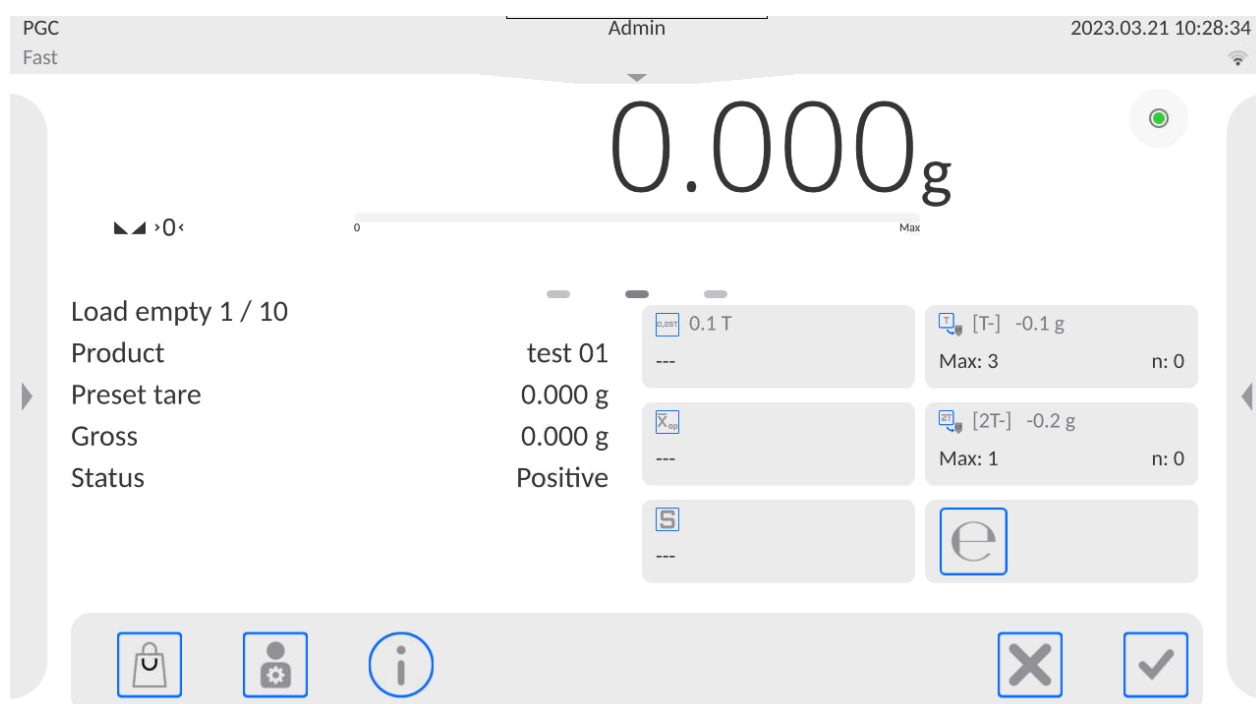 PGC
Admin
2023.03.21 10:28:34
Fast
0.000g
›0‹
0
Max
Load empty 1 / 10
Product test 01
Preset tare 0.000 g
Gross 0.000 g
Status Positive
0.1 T
---
T [T-] -0.1 g
Max: 3 n: 0
X̅op
---
2T [2T-] -0.2 g
Max: 1 n: 0
S
---
e
i